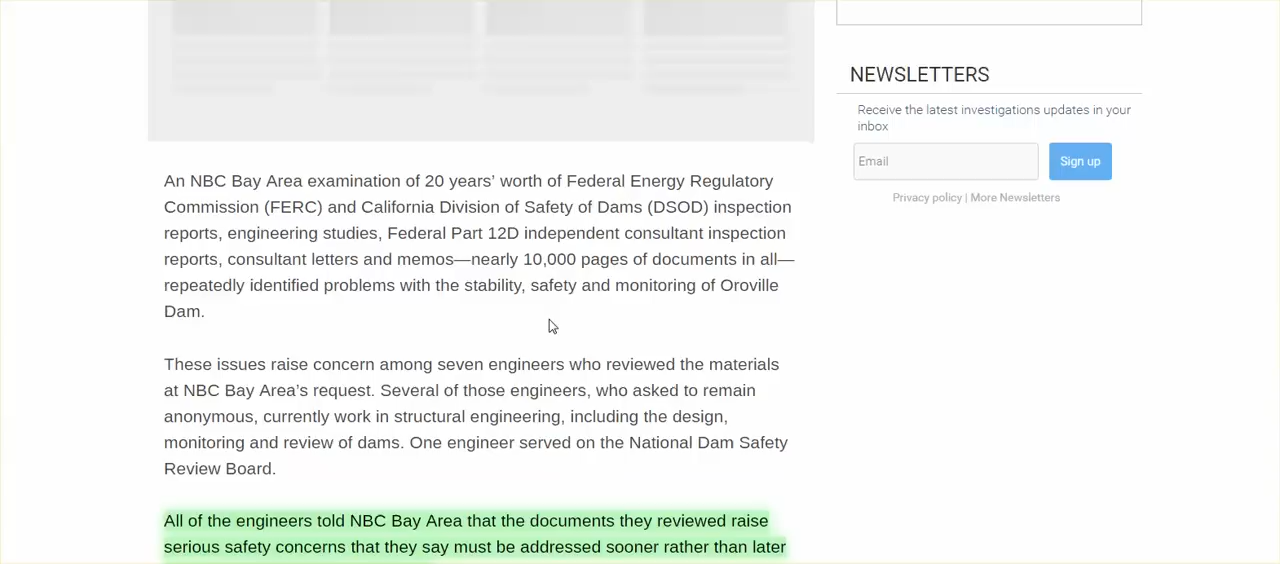 An NBC Bay Area examination of 20 years’ worth of Federal Energy Regulatory
Commission (FERC) and California Division of Safety of Dams (DSOD) inspection
reports, engineering studies, Federal Part 12D independent consultant inspection
reports, consultant letters and memos—nearly 10,000 pages of documents in all—
repeatedly identified problems with the stability, safety and monitoring of Oroville
Dam.
These issues raise concern among seven engineers who reviewed the materials
at NBC Bay Area’s request. Several of those engineers, who asked to remain
anonymous, currently work in structural engineering, including the design,
monitoring and review of dams. One engineer served on the National Dam Safety
Review Board.
All of the engineers told NBC Bay Area that the documents they reviewed raise
serious safety concerns that they say must be addressed sooner rather than later
NEWSLETTERS
Receive the latest investigations updates in your
inbox
Email
Sign up
Privacy policy | More Newsletters